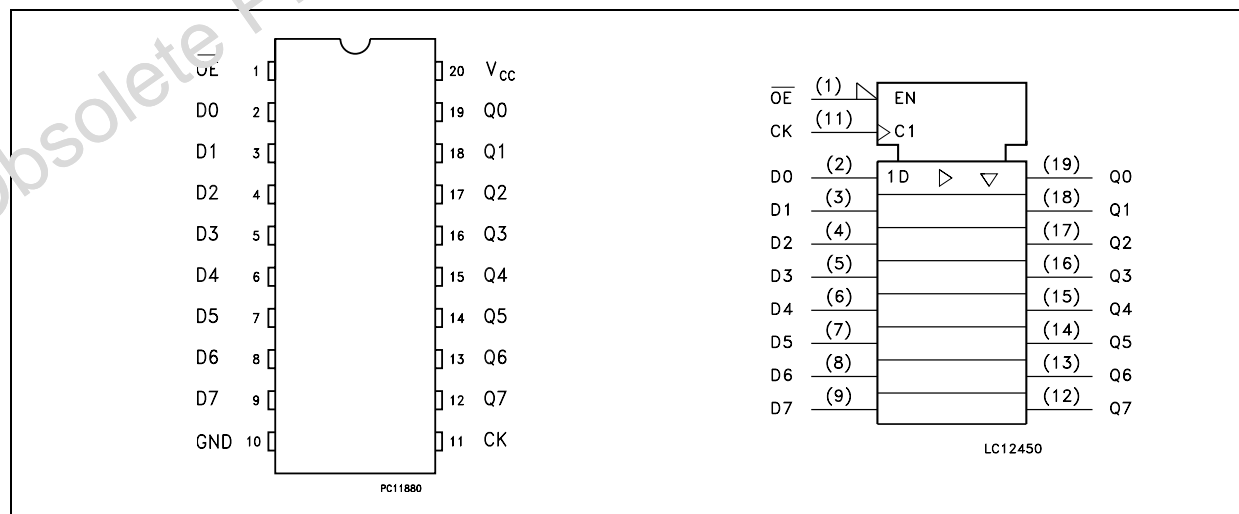 Obsolete P
O̅E̅ 1 20 VCC
D0 2 19 Q0
D1 3 18 Q1
D2 4 17 Q2
D3 5 16 Q3
D4 6 15 Q4
D5 7 14 Q5
D6 8 13 Q6
D7 9 12 Q7
GND 10 11 CK
PC11880
O̅E̅ (1) EN
CK (11) C1
D0 (2) 1D (19) Q0
D1 (3) (18) Q1
D2 (4) (17) Q2
D3 (5) (16) Q3
D4 (6) (15) Q4
D5 (7) (14) Q5
D6 (8) (13) Q6
D7 (9) (12) Q7
LC12450